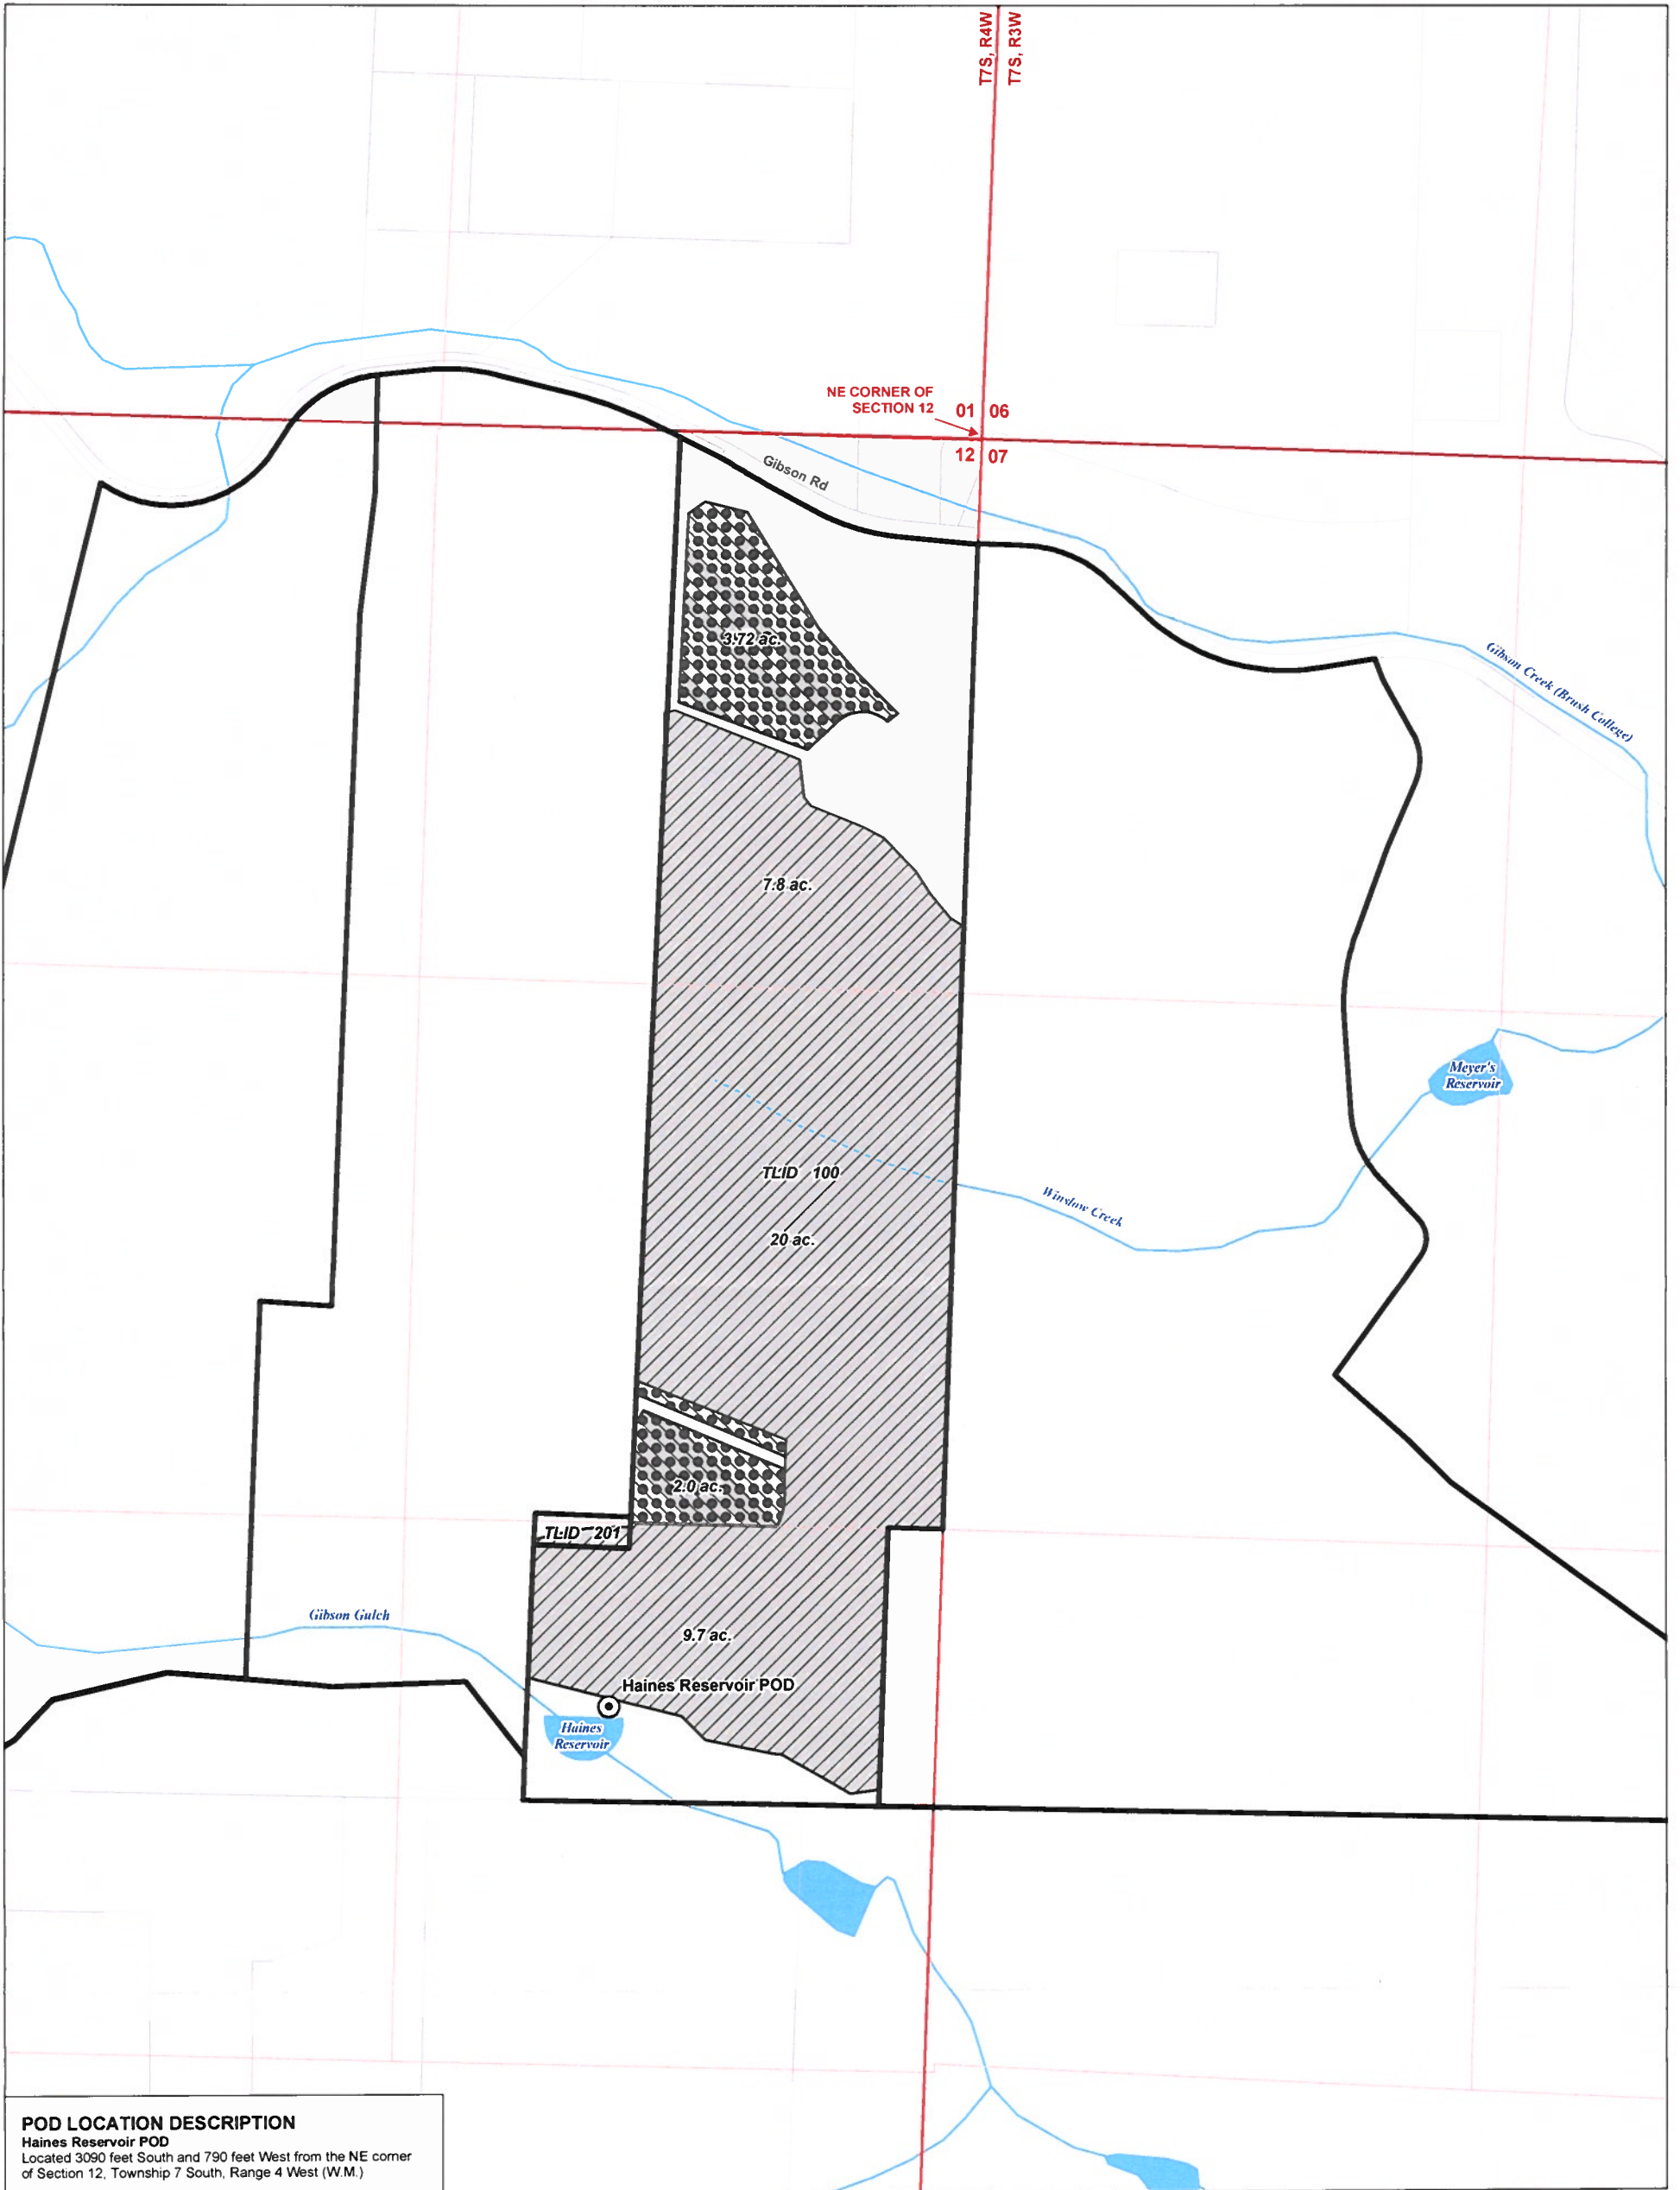 T7S, R4W
T7S, R3W
NE CORNER OF
SECTION 12
01 06
12 07
Gibson Rd
3.72 ac.
Gibson Creek (Brush College)
7.8 ac.
Meyer's
Reservoir
TLID 100
Winslow Creek
20 ac.
2.0 ac.
TLID 201
Gibson Gulch
9.7 ac.
Haines Reservoir POD
Haines
Reservoir
POD LOCATION DESCRIPTION
Haines Reservoir POD
Located 3090 feet South and 790 feet West from the NE corner
of Section 12, Township 7 South, Range 4 West (W.M.)